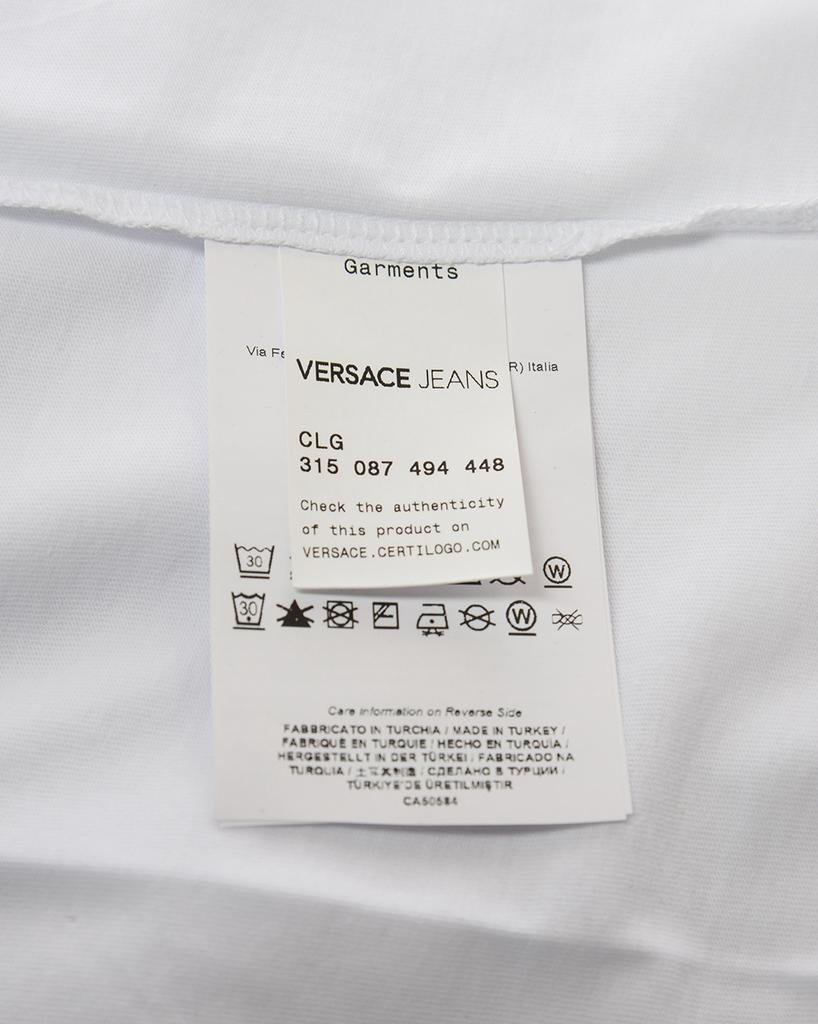 Garments
Via Fe
R) Italia
VERSACE JEANS
CLG
315 087 494 448
Check the authenticity
of this product on
VERSACE.CERTILOGO.COM
30
W
30
W
Care Information on Reverse Side
FABBRICATO IN TURCHIA / MADE IN TURKEY /
FABRIQUÉ EN TURQUIE / HECHO EN TURQUIA /
HERGESTELLT IN DER TÜRKEI / FABRICADO NA
TURQUIA / 土耳其制造 / СДЕЛАНО В ТУРЦИИ /
TÜRKIYE'DE ÜRETILMIŞTIR
CA50584